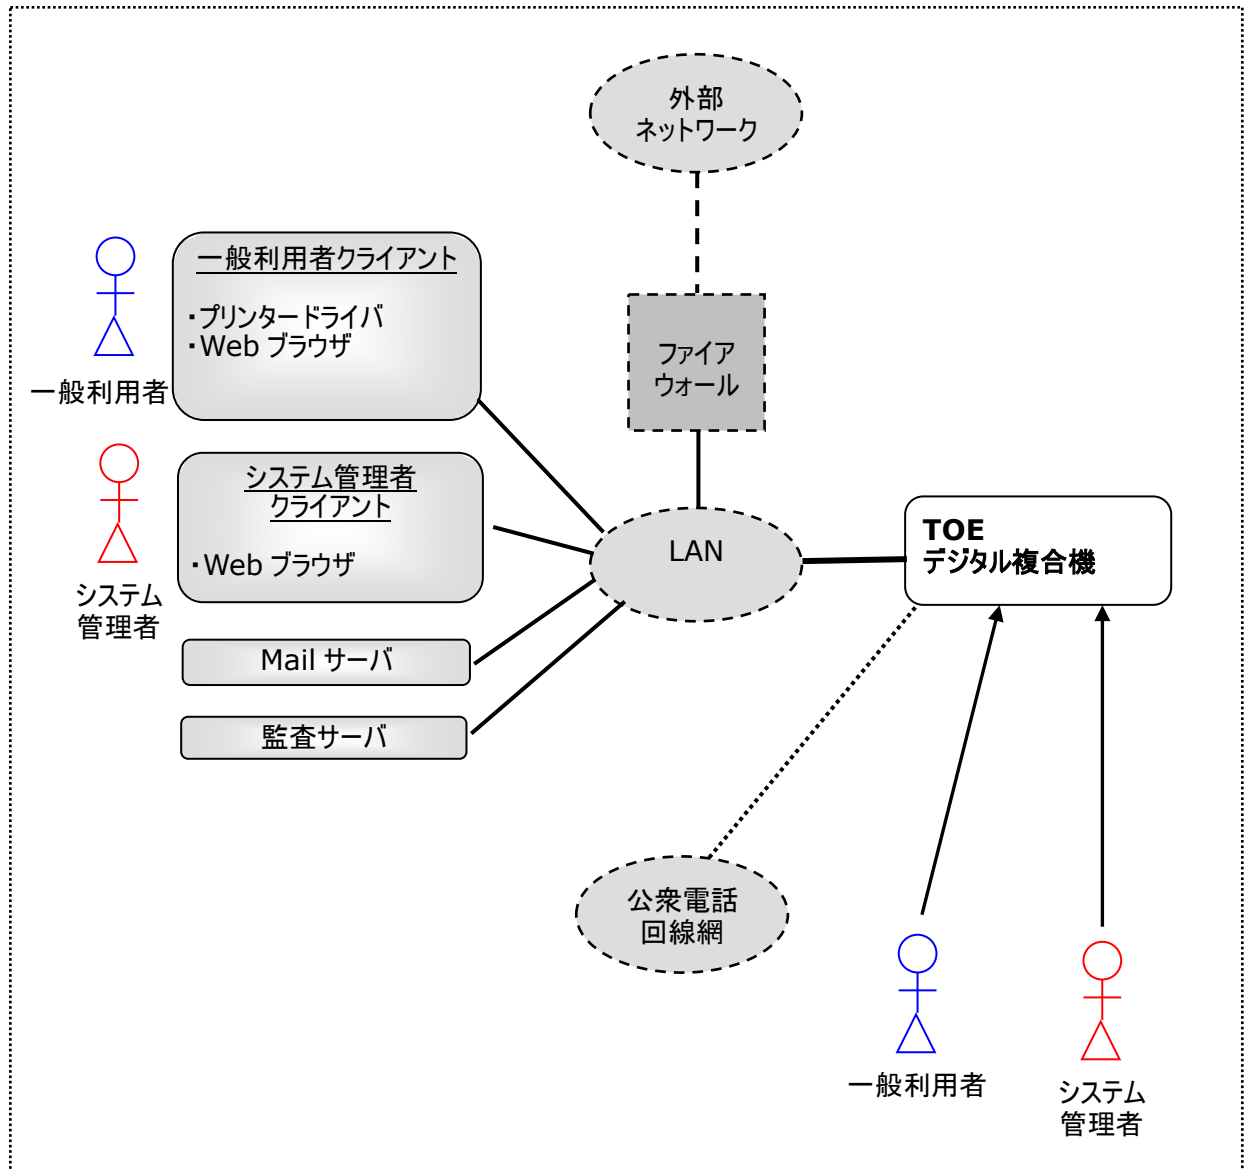 外部
ネットワーク
一般利用者クライアント
・プリンタードライバ
・Web ブラウザ
一般利用者
ファイア
ウォール
システム管理者
クライアント
・Web ブラウザ
システム
管理者
LAN
TOE
デジタル複合機
Mail サーバ
監査サーバ
公衆電話
回線網
一般利用者
システム
管理者